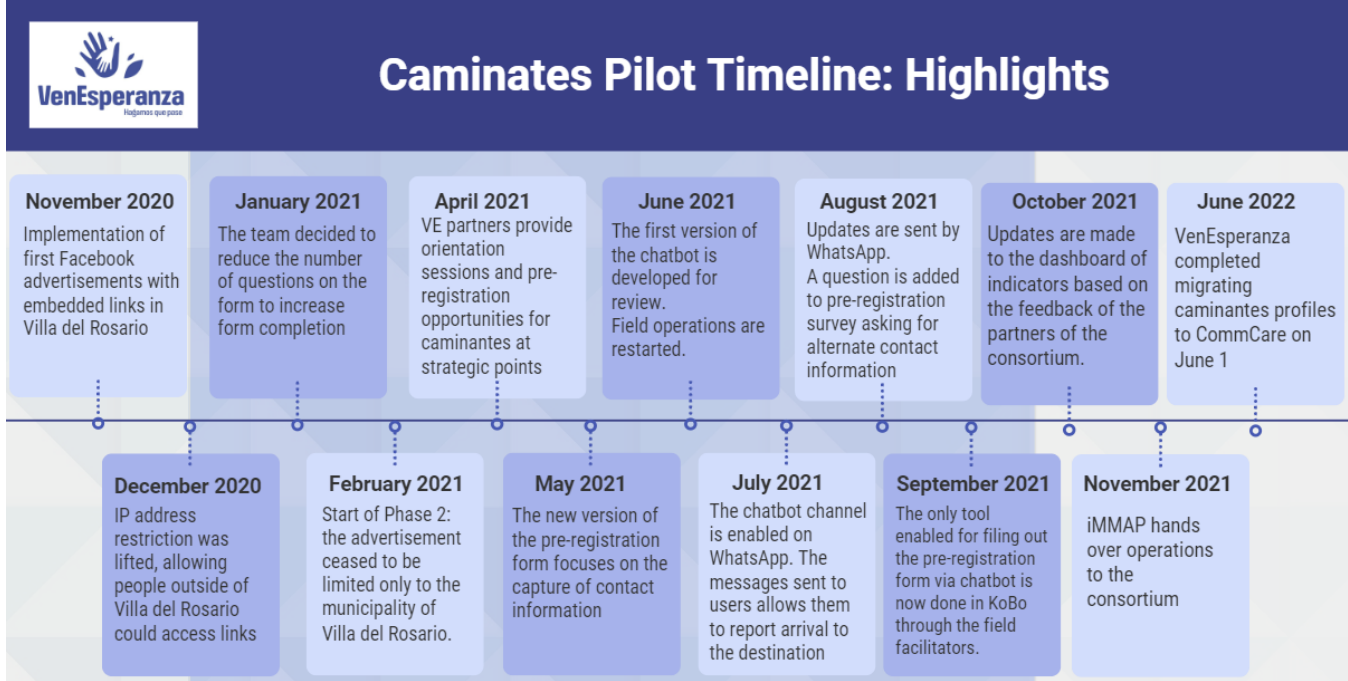 VenEsperanza
Hagamos que pase
Caminates Pilot Timeline: Highlights
November 2020
Implementation of
first Facebook
advertisements with
embedded links in
Villa del Rosario
December 2020
IP address
restriction was
lifted, allowing
people outside of
Villa del Rosario
could access links
January 2021
The team decided to
reduce the number
of questions on the
form to increase
form completion
February 2021
Start of Phase 2:
the advertisement
ceased to be
limited only to the
municipality of
Villa del Rosario.
April 2021
VE partners provide
orientation
sessions and pre-
registration
opportunities for
caminantes at
strategic points
May 2021
The new version of
the pre-registration
form focuses on the
capture of contact
information
June 2021
The first version of
the chatbot is
developed for
review.
Field operations are
restarted.
July 2021
The chatbot channel
is enabled on
WhatsApp. The
messages sent to
users allows them
to report arrival to
the destination
August 2021
Updates are sent by
WhatsApp.
A question is added
to pre-registration
survey asking for
alternate contact
information
September 2021
The only tool
enabled for filing out
the pre-registration
form via chatbot is
now done in KoBo
through the field
facilitators.
October 2021
Updates are made
to the dashboard of
indicators based on
the feedback of the
partners of the
consortium.
November 2021
iMMAP hands
over operations
to the
consortium
June 2022
VenEsperanza
completed
migrating
caminantes profiles
to CommCare on
June 1